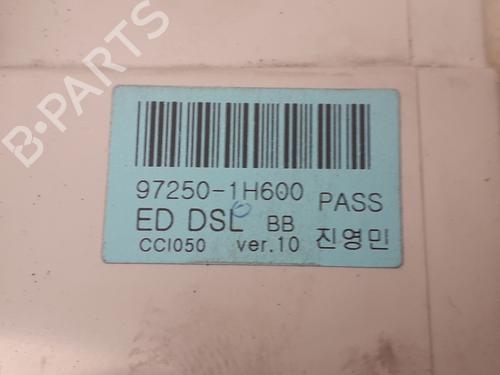 B-PARTS
97250-1H600 PASS
ED DSL BB
CCI050 ver.10 진영민